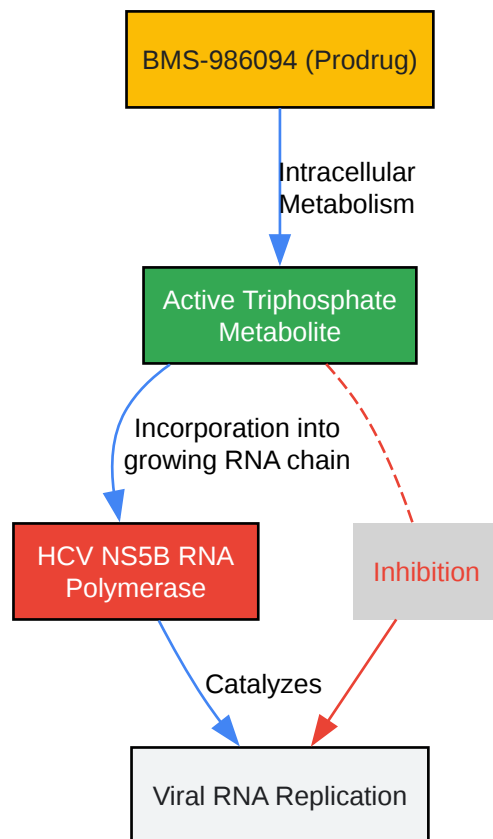 BMS-986094 (Prodrug)
Intracellular
Metabolism
Active Triphosphate
Metabolite
Incorporation into
growing RNA chain
HCV NS5B RNA
Polymerase
Inhibition
Catalyzes
Viral RNA Replication